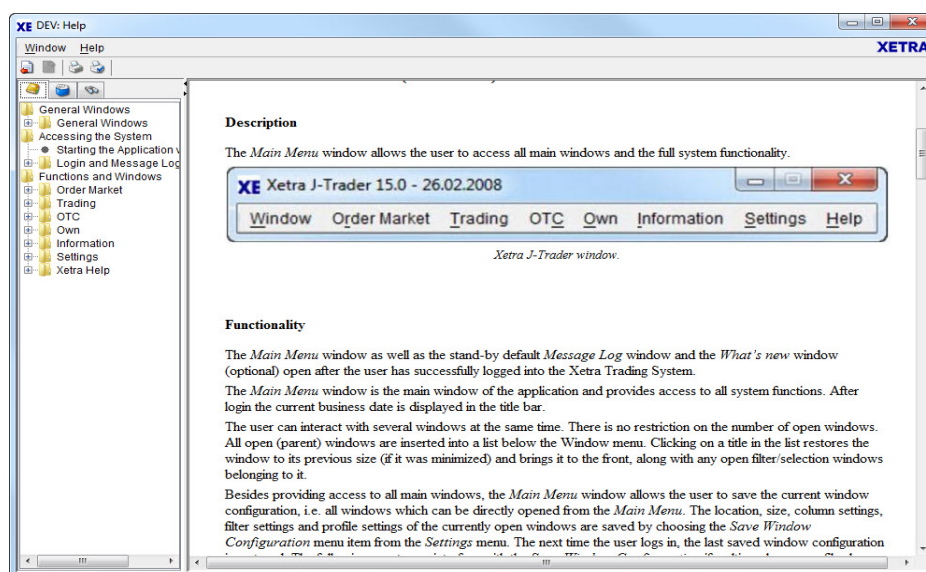 XE DEV: Help
Window Help
XETRA
General Windows
General Windows
Accessing the System
Starting the Application
Login and Message Log
Functions and Windows
Order Market
Trading
OTC
Own
Information
Settings
Xetra Help
Description
The Main Menu window allows the user to access all main windows and the full system functionality.
XE Xetra J-Trader 15.0 - 26.02.2008
Window Order Market Trading OTC Own Information Settings Help
Xetra J-Trader window.
Functionality
The Main Menu window as well as the stand-by default Message Log window and the What's new window
(optional) open after the user has successfully logged into the Xetra Trading System.
The Main Menu window is the main window of the application and provides access to all system functions. After
login the current business date is displayed in the title bar.
The user can interact with several windows at the same time. There is no restriction on the number of open windows.
All open (parent) windows are inserted into a list below the Window menu. Clicking on a title in the list restores the
window to its previous size (if it was minimized) and brings it to the front, along with any open filter/selection windows
belonging to it.
Besides providing access to all main windows, the Main Menu window allows the user to save the current window
configuration, i.e. all windows which can be directly opened from the Main Menu. The location, size, column settings,
filter settings and profile settings of the currently open windows are saved by choosing the Save Window
Configuration menu item from the Settings menu. The next time the user logs in, the last saved window configuration